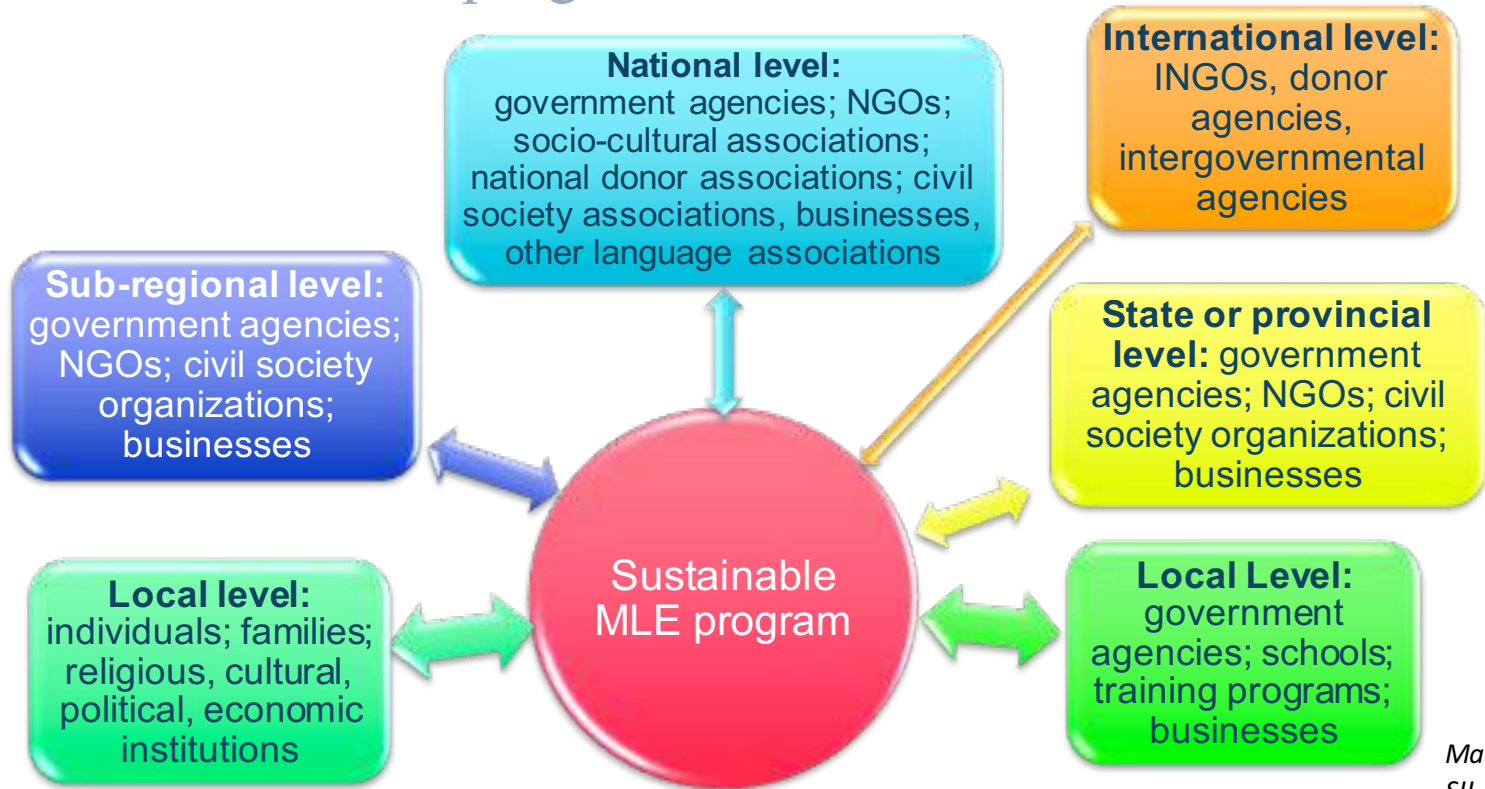 National level:
government agencies; NGOs;
socio-cultural associations;
national donor associations; civil
society associations, businesses,
other language associations
International level:
INGOs, donor
agencies,
intergovernmental
agencies
Sub-regional level:
government agencies;
NGOs; civil society
organizations;
businesses
State or provincial
level: government
agencies; NGOs; civil
society organizations;
businesses
Sustainable
MLE program
Local level:
individuals; families;
religious, cultural,
political, economic
institutions
Local Level:
government
agencies; schools;
training programs;
businesses
Ma